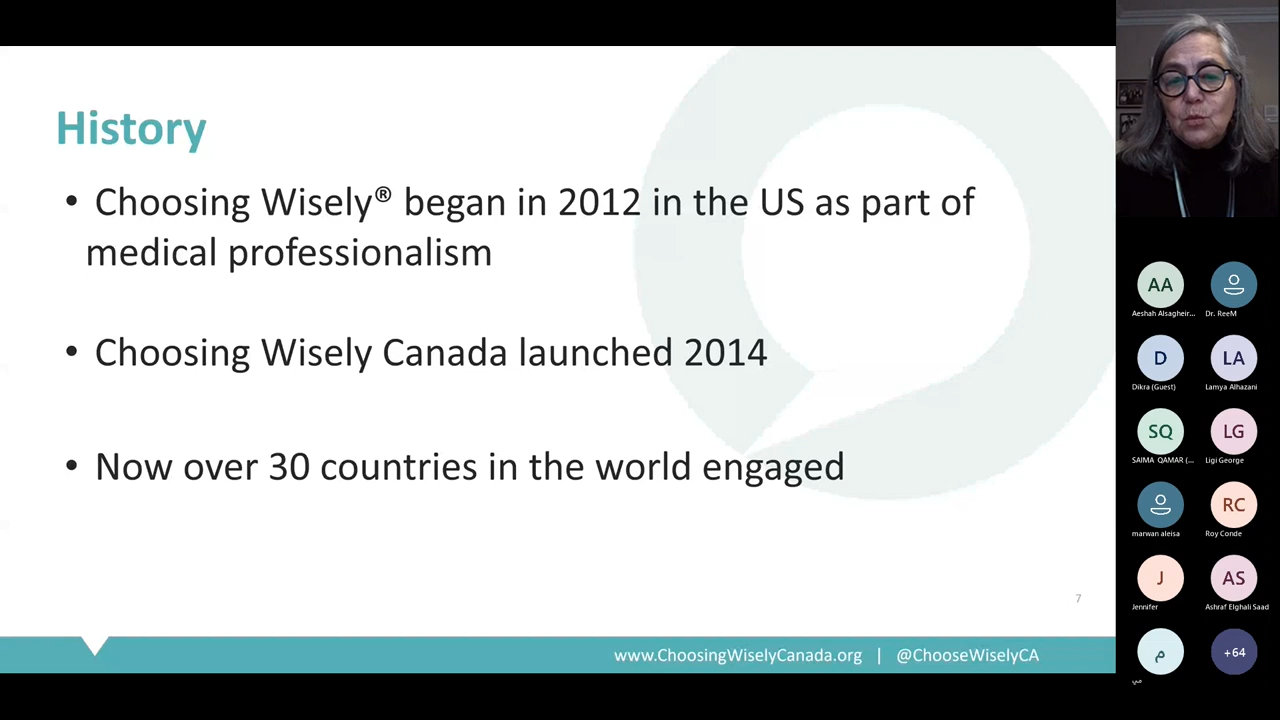 History
• Choosing Wisely® began in 2012 in the US as part of
medical professionalism
• Choosing Wisely Canada launched 2014
• Now over 30 countries in the world engaged
7
www.ChoosingWiselyCanada.org | @ChooseWiselyCA
AA
Aeshah Alsagheir...
Dr. ReeM
D
Dikra (Guest)
LA
Lamya Alhazani
SQ
SAIMA QAMAR (...
LG
Ligi George
marwan aleisa
RC
Roy Conde
J
Jennifer
AS
Ashraf Elghali Saad
م
مي
+64